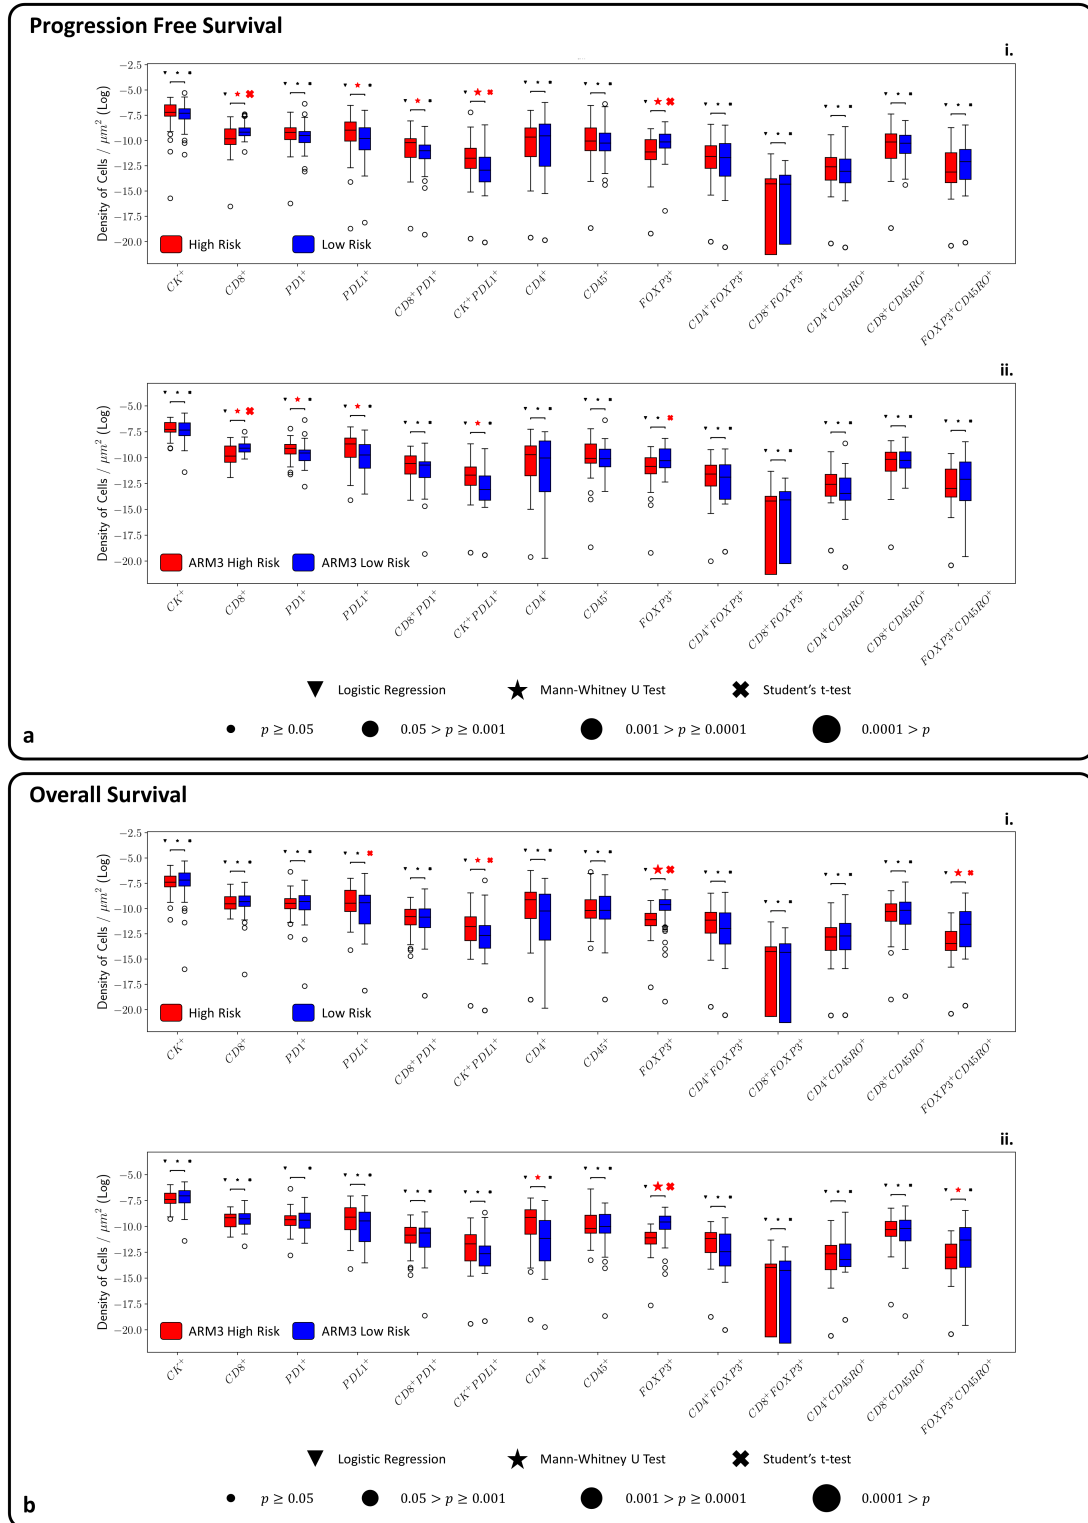 Progression Free Survival
i.
Density of Cells / μm² (Log)
−2.5
−5.0
−7.5
−10.0
−12.5
−15.0
−17.5
−20.0
High Risk
Low Risk
CK⁺
CD8⁺
PD1⁺
PDL1⁺
CD8⁺PD1⁺
CK⁺PDL1⁺
CD4⁺
CD45⁺
FOXP3⁺
CD4⁺FOXP3⁺
CD8⁺FOXP3⁺
CD4⁺CD45RO⁺
CD8⁺CD45RO⁺
FOXP3⁺CD45RO⁺
ii.
Density of Cells / μm² (Log)
−5.0
−7.5
−10.0
−12.5
−15.0
−17.5
−20.0
ARM3 High Risk
ARM3 Low Risk
CK⁺
CD8⁺
PD1⁺
PDL1⁺
CD8⁺PD1⁺
CK⁺PDL1⁺
CD4⁺
CD45⁺
FOXP3⁺
CD4⁺FOXP3⁺
CD8⁺FOXP3⁺
CD4⁺CD45RO⁺
CD8⁺CD45RO⁺
FOXP3⁺CD45RO⁺
Logistic Regression
Mann-Whitney U Test
Student's t-test
p ≥ 0.05
0.05 > p ≥ 0.001
0.001 > p ≥ 0.0001
0.0001 > p
a
Overall Survival
i.
Density of Cells / μm² (Log)
−2.5
−5.0
−7.5
−10.0
−12.5
−15.0
−17.5
−20.0
High Risk
Low Risk
CK⁺
CD8⁺
PD1⁺
PDL1⁺
CD8⁺PD1⁺
CK⁺PDL1⁺
CD4⁺
CD45⁺
FOXP3⁺
CD4⁺FOXP3⁺
CD8⁺FOXP3⁺
CD4⁺CD45RO⁺
CD8⁺CD45RO⁺
FOXP3⁺CD45RO⁺
ii.
Density of Cells / μm² (Log)
−5.0
−7.5
−10.0
−12.5
−15.0
−17.5
−20.0
ARM3 High Risk
ARM3 Low Risk
CK⁺
CD8⁺
PD1⁺
PDL1⁺
CD8⁺PD1⁺
CK⁺PDL1⁺
CD4⁺
CD45⁺
FOXP3⁺
CD4⁺FOXP3⁺
CD8⁺FOXP3⁺
CD4⁺CD45RO⁺
CD8⁺CD45RO⁺
FOXP3⁺CD45RO⁺
Logistic Regression
Mann-Whitney U Test
Student's t-test
p ≥ 0.05
0.05 > p ≥ 0.001
0.001 > p ≥ 0.0001
0.0001 > p
b